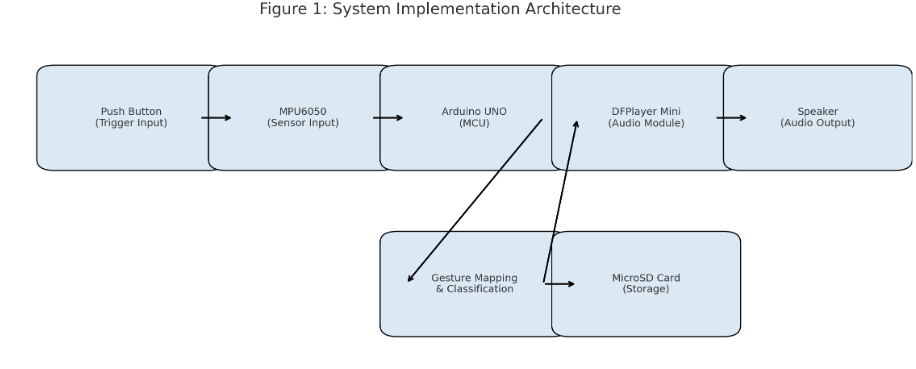 Figure 1: System Implementation Architecture
Push Button
(Trigger Input)
MPU6050
(Sensor Input)
Arduino UNO
(MCU)
DFPlayer Mini
(Audio Module)
Speaker
(Audio Output)
Gesture Mapping
& Classification
MicroSD Card
(Storage)